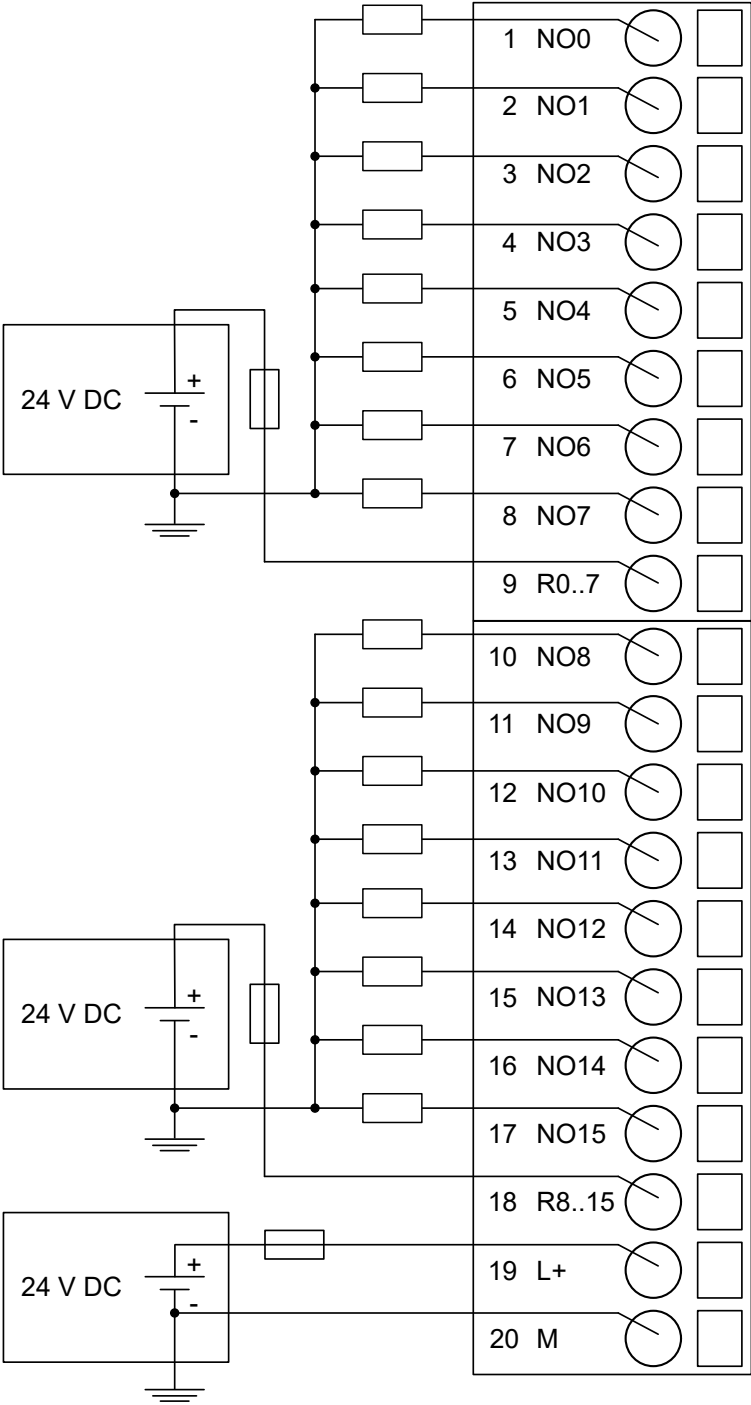 1 NO0
2 NO1
3 NO2
4 NO3
5 NO4
6 NO5
7 NO6
8 NO7
9 R0..7
24 V DC
+
-
10 NO8
11 NO9
12 NO10
13 NO11
14 NO12
15 NO13
16 NO14
17 NO15
18 R8..15
24 V DC
+
-
19 L+
20 M
24 V DC
+
-